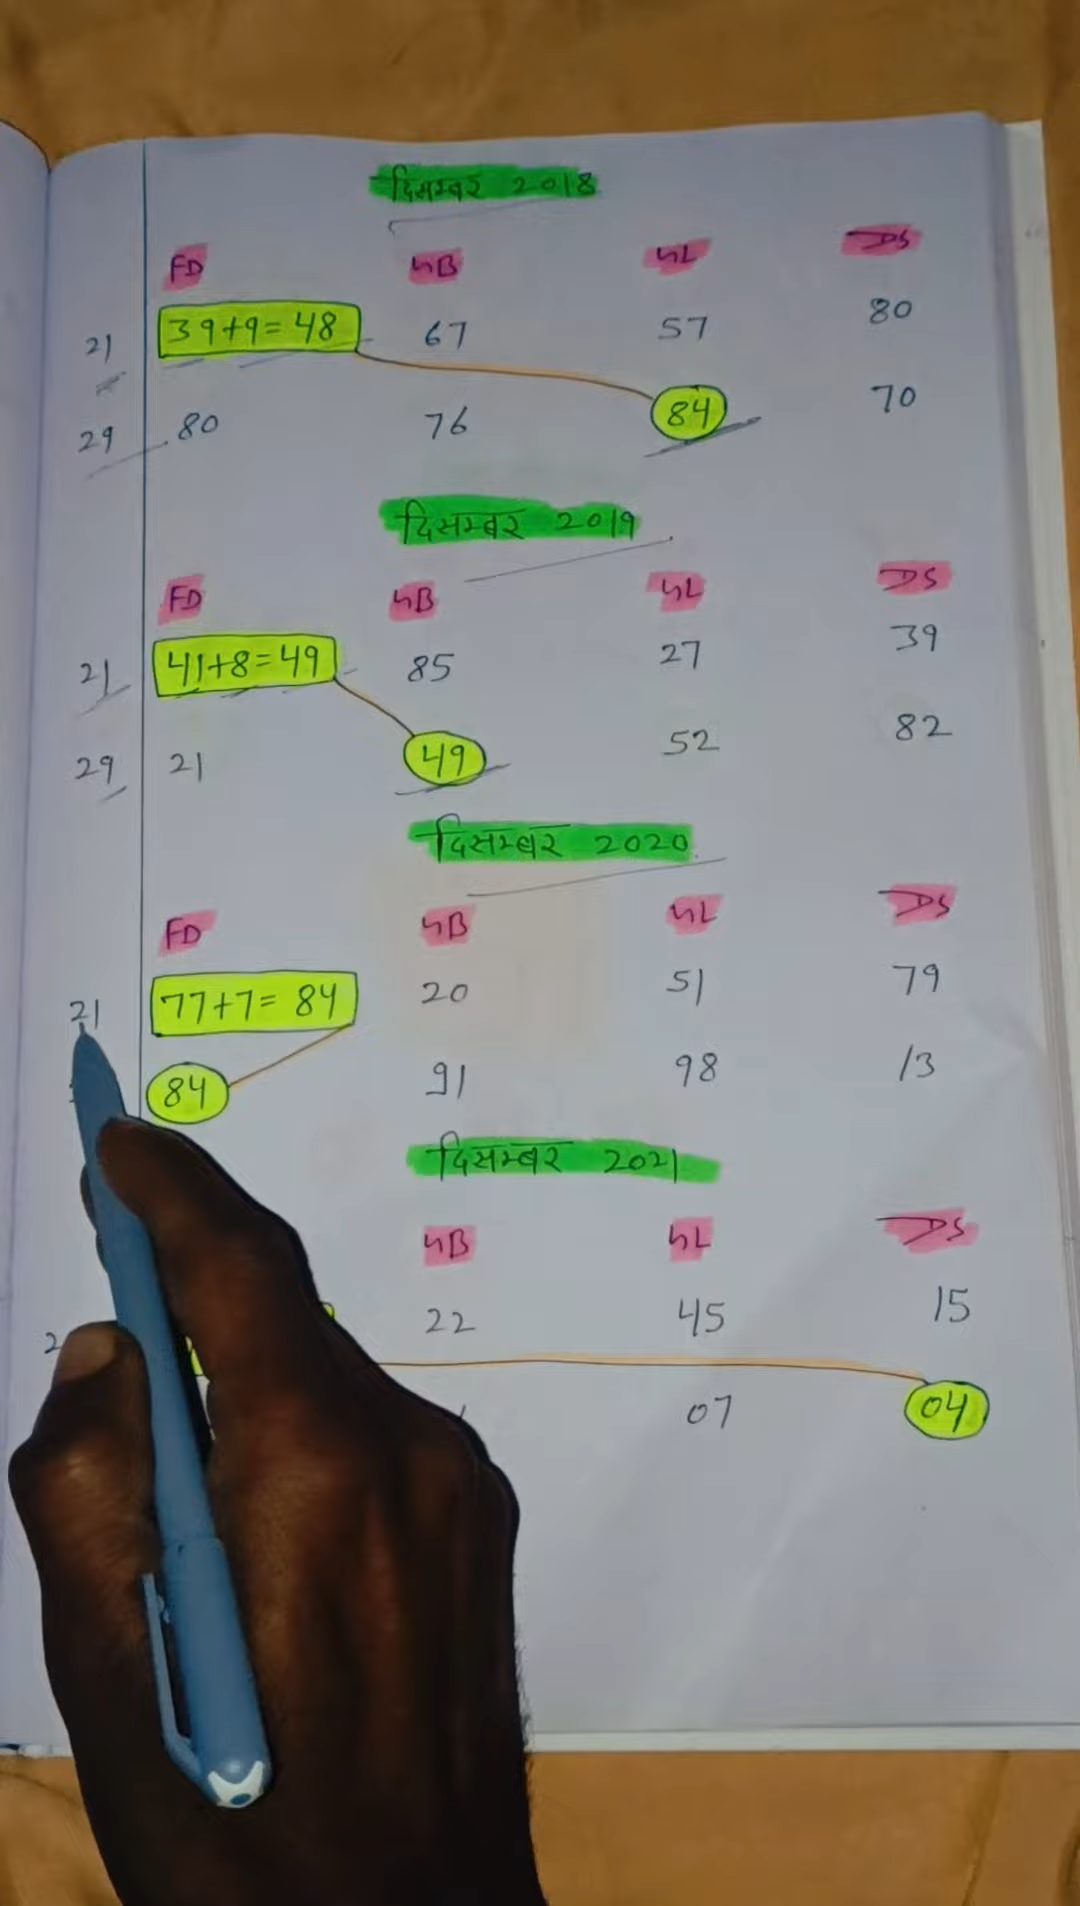 दिसम्बर 2018
FD GB GL DS
21 39+9=48 67 57 80
29 80 76 84 70
दिसम्बर 2019
FD GB GL DS
21 41+8=49 85 27 39
29 21 49 52 82
दिसम्बर 2020
FD GB GL DS
21 77+7=84 20 51 79
84 91 98 13
दिसम्बर 2021
GB GL DS
2 22 45 15
07 04